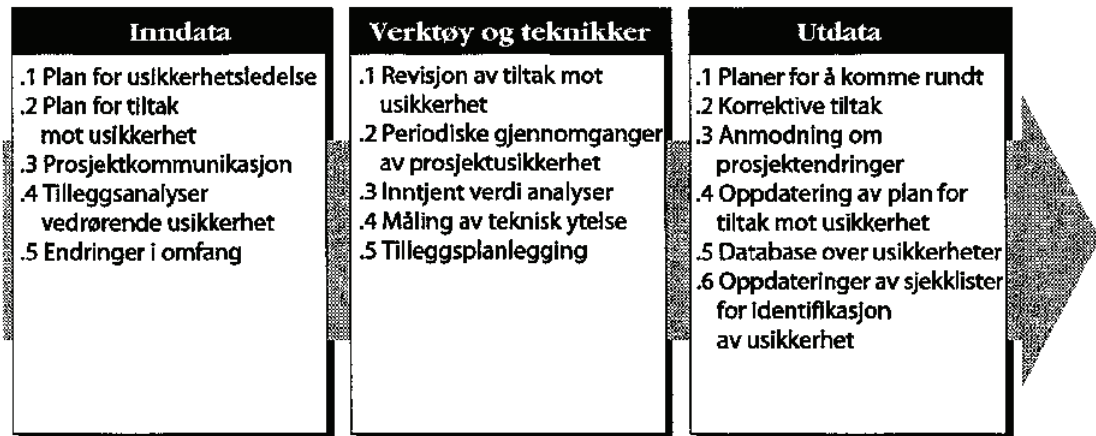 Inndata
.1 Plan for usikkerhetsledelse
.2 Plan for tiltak
mot usikkerhet
.3 Prosjektkommunikasjon
.4 Tilleggsanalyser
vedrørende usikkerhet
.5 Endringer i omfang
Verktøy og teknikker
.1 Revisjon av tiltak mot
usikkerhet
.2 Periodiske gjennomganger
av prosjektusikkerhet
.3 Inntjent verdi analyser
.4 Måling av teknisk ytelse
.5 Tilleggsplanlegging
Utdata
.1 Planer for å komme rundt
.2 Korrektive tiltak
.3 Anmodning om
prosjektendringer
.4 Oppdatering av plan for
tiltak mot usikkerhet
.5 Database over usikkerheter
.6 Oppdateringer av sjekklister
for identifikasjon
av usikkerhet